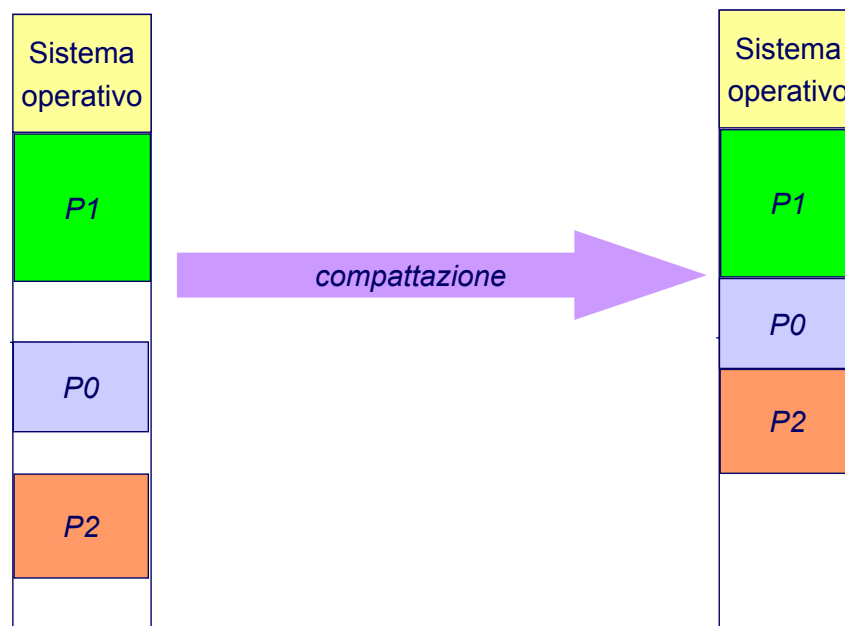 Sistema
operativo
P1
P0
P2
compattazione
Sistema
operativo
P1
P0
P2